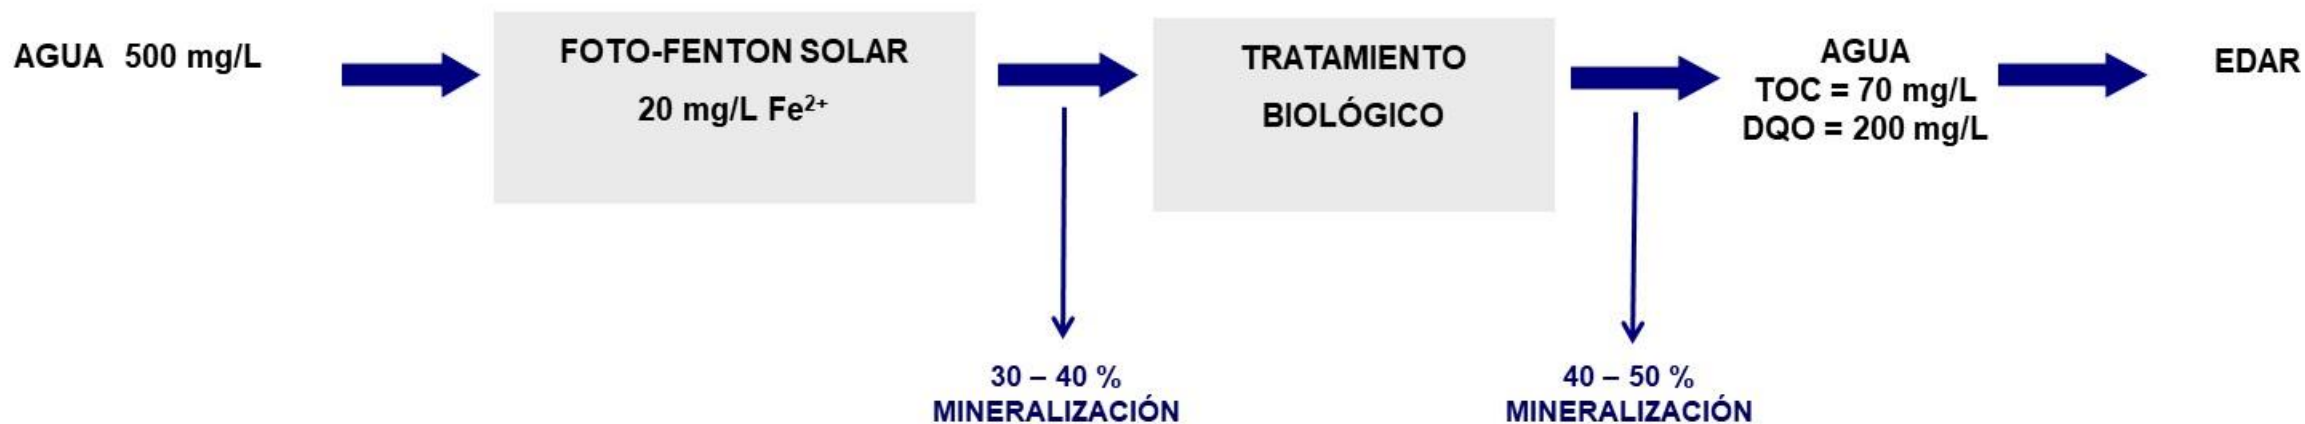 AGUA 500 mg/L
FOTO-FENTON SOLAR
20 mg/L Fe²⁺
30 – 40 %
MINERALIZACIÓN
TRATAMIENTO
BIOLÓGICO
40 – 50 %
MINERALIZACIÓN
AGUA
TOC = 70 mg/L
DQO = 200 mg/L
EDAR